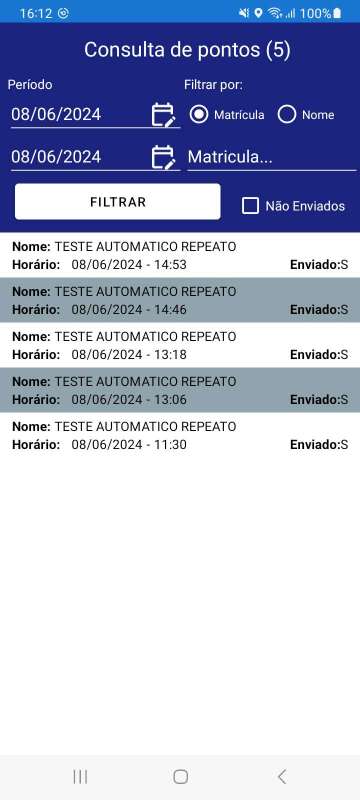 16:12 100%
Consulta de pontos (5)
Período Filtrar por:
08/06/2024 Matrícula Nome
08/06/2024 Matricula...
FILTRAR Não Enviados
Nome: TESTE AUTOMATICO REPEATO
Horário: 08/06/2024 - 14:53 Enviado:S
Nome: TESTE AUTOMATICO REPEATO
Horário: 08/06/2024 - 14:46 Enviado:S
Nome: TESTE AUTOMATICO REPEATO
Horário: 08/06/2024 - 13:18 Enviado:S
Nome: TESTE AUTOMATICO REPEATO
Horário: 08/06/2024 - 13:06 Enviado:S
Nome: TESTE AUTOMATICO REPEATO
Horário: 08/06/2024 - 11:30 Enviado:S